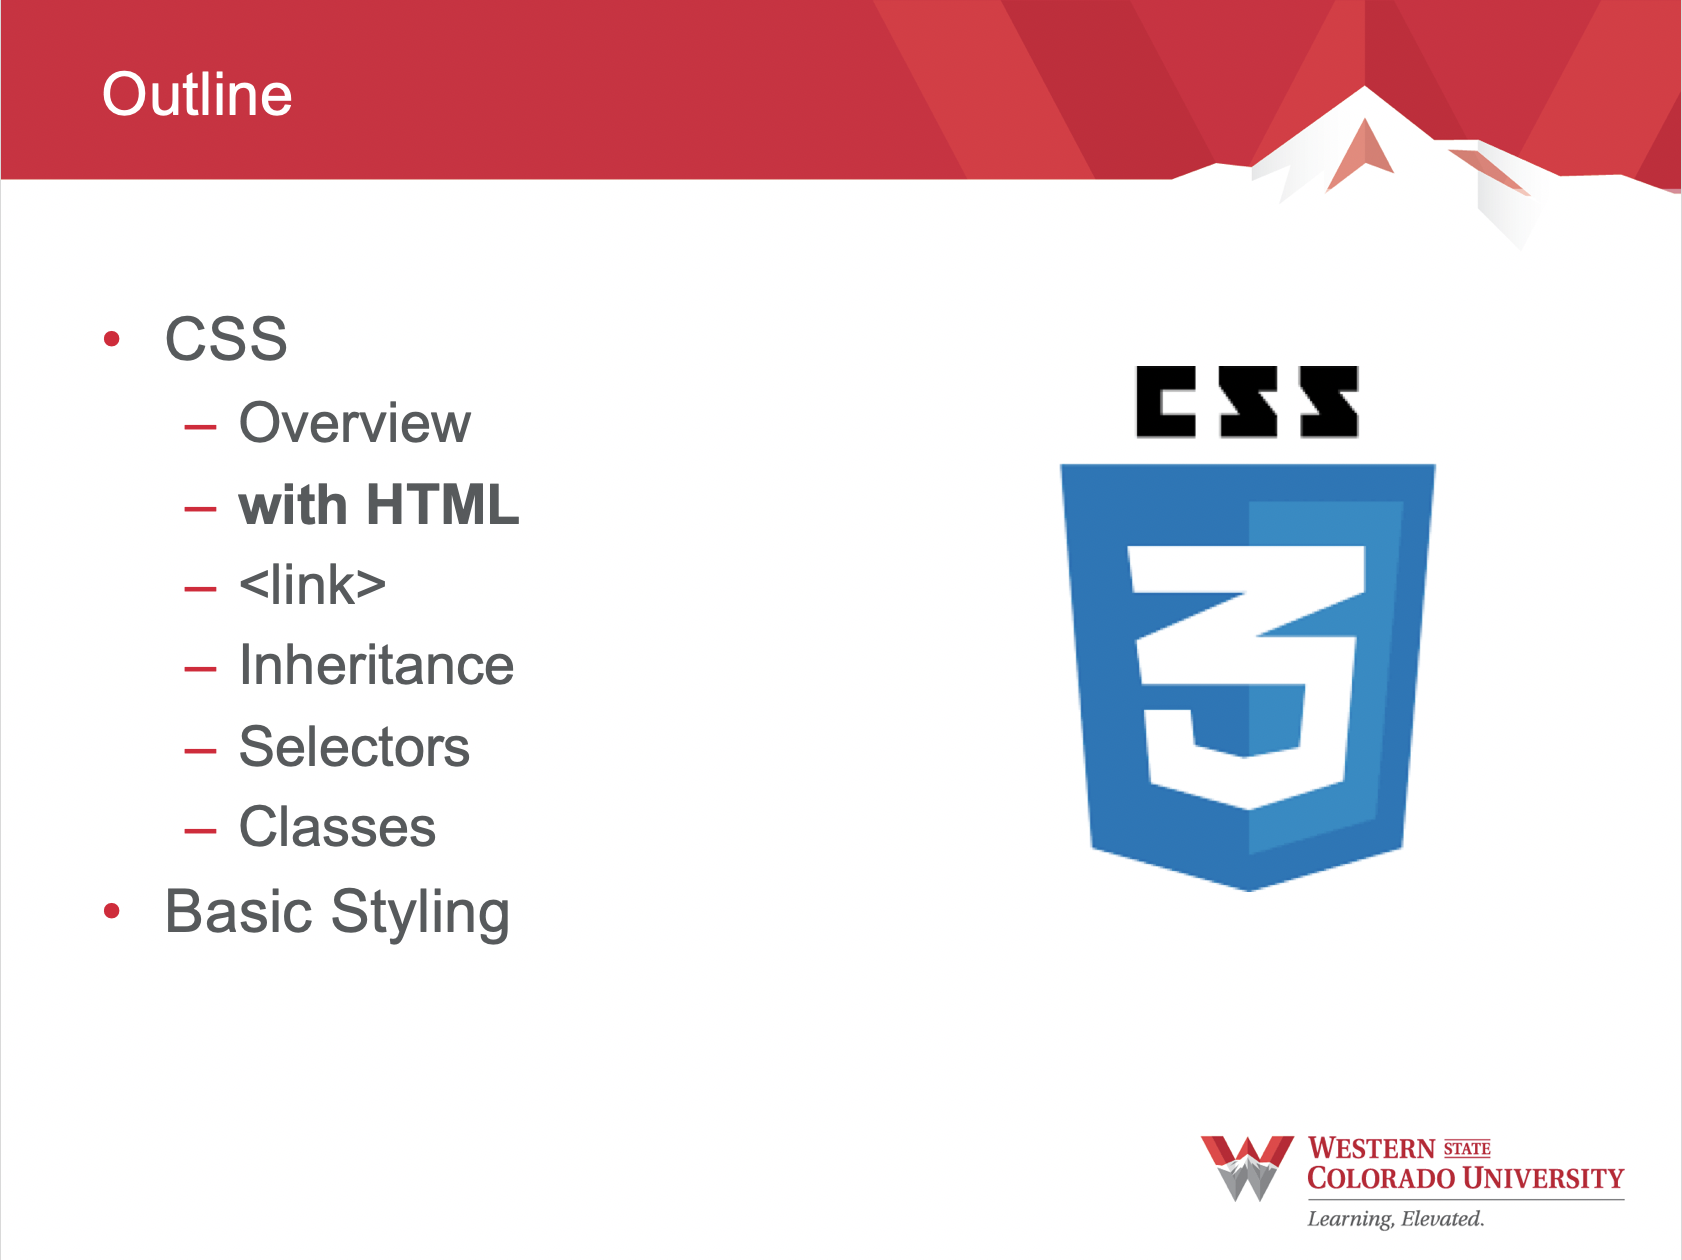 Outline
• CSS
– Overview
– with HTML
– <link>
– Inheritance
– Selectors
– Classes
• Basic Styling
CSS
3
WESTERN STATE
COLORADO UNIVERSITY
Learning, Elevated.